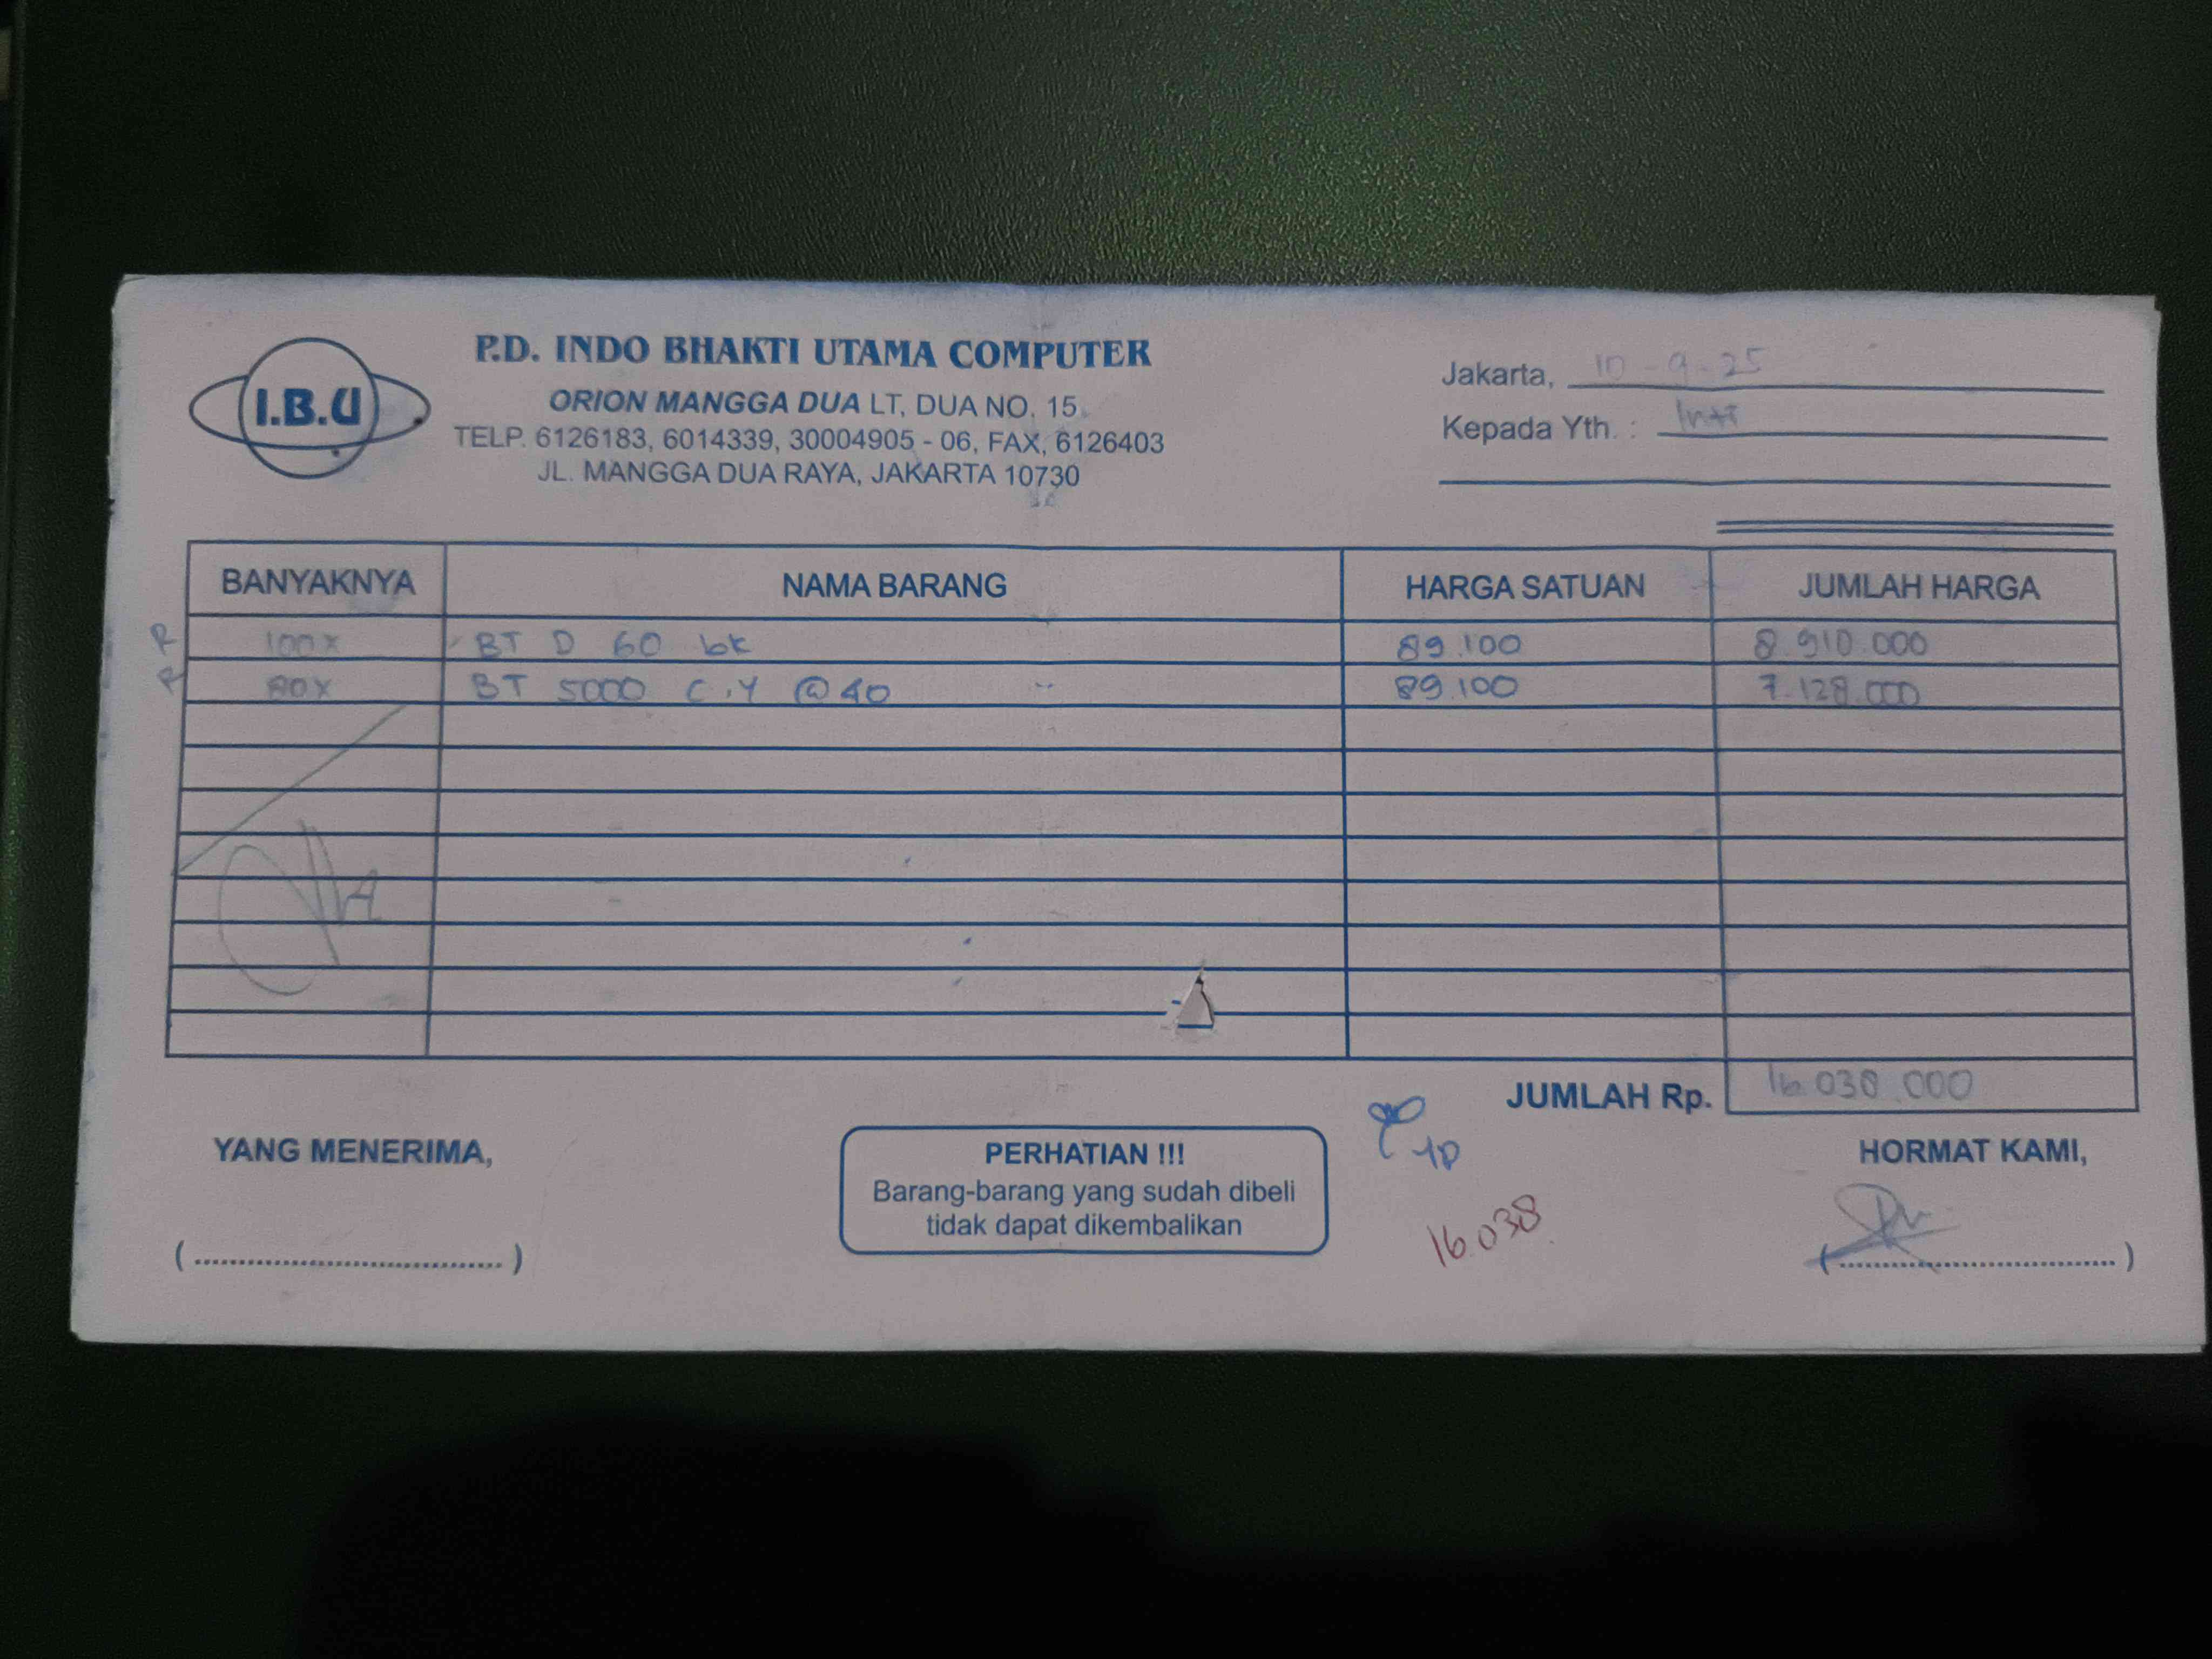 I.B.U
P.D. INDO BHAKTI UTAMA COMPUTER
ORION MANGGA DUA LT, DUA NO. 15
TELP. 6126183, 6014339, 30004905 - 06, FAX, 6126403
JL. MANGGA DUA RAYA, JAKARTA 10730
Jakarta, 10 - 9 - 25
Kepada Yth. :
BANYAKNYA NAMA BARANG HARGA SATUAN JUMLAH HARGA
R 100x BT D 60 bk 89.100 8.910.000
R 80x BT 5000 C,Y @40 89.100 7.128.000
JUMLAH Rp. 16.038.000
YANG MENERIMA,
(..............................)
PERHATIAN !!!
Barang-barang yang sudah dibeli
tidak dapat dikembalikan
16.038
HORMAT KAMI,
(..............................)